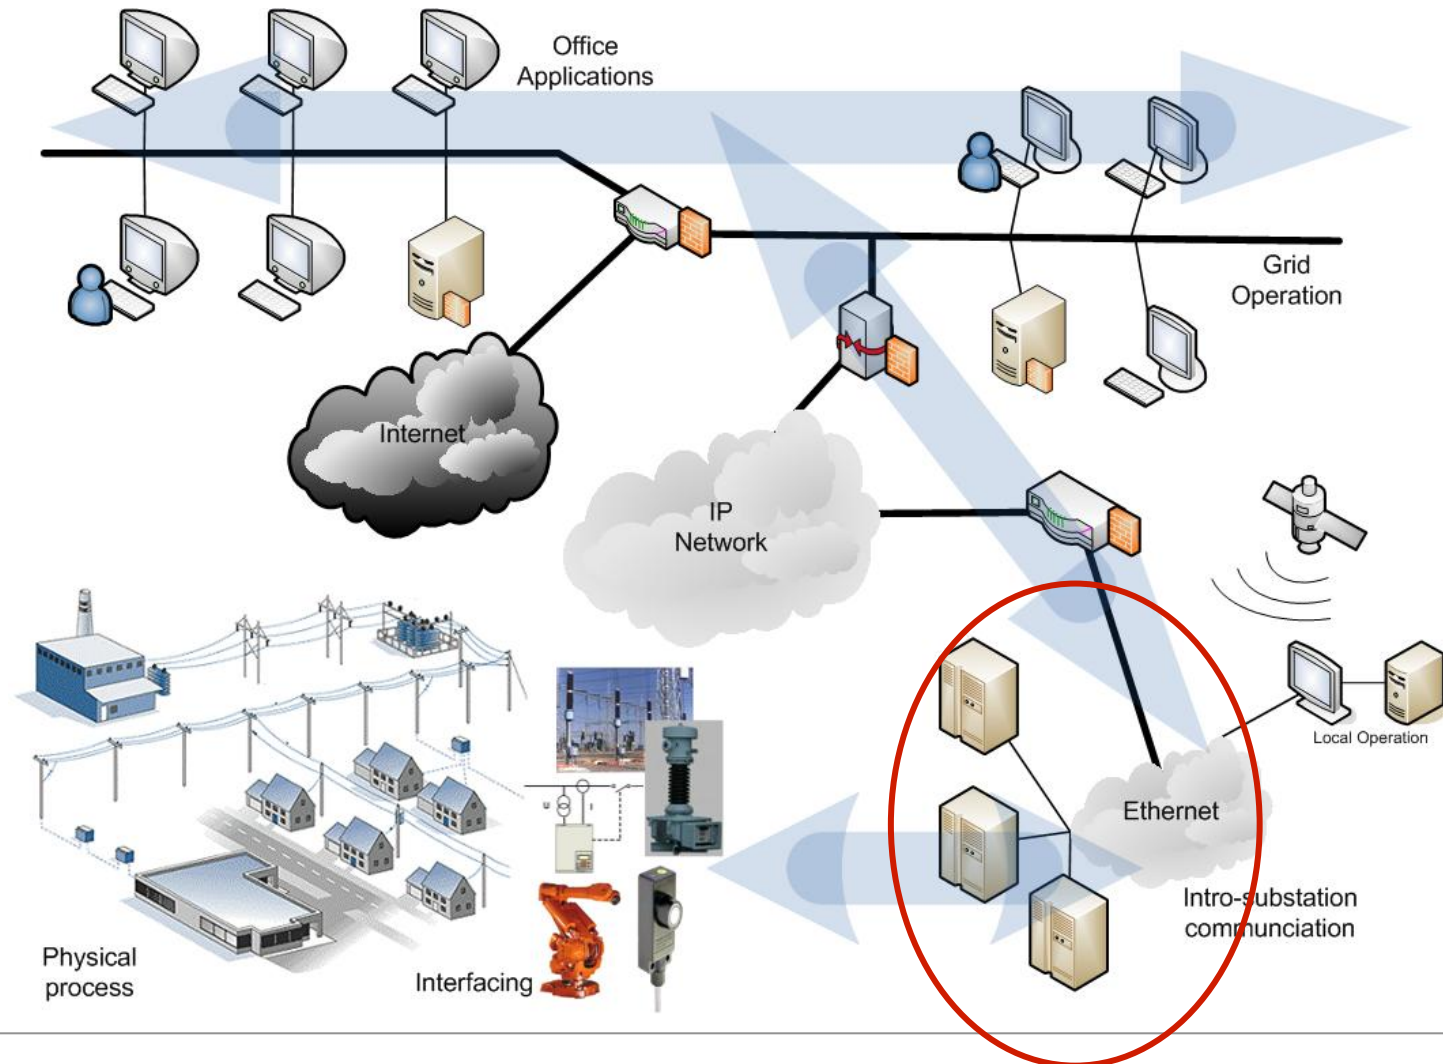 Office
Applications
Grid
Operation
Internet
IP
Network
Local Operation
Ethernet
Intro-substation
communciation
Physical
process
Interfacing
U
I